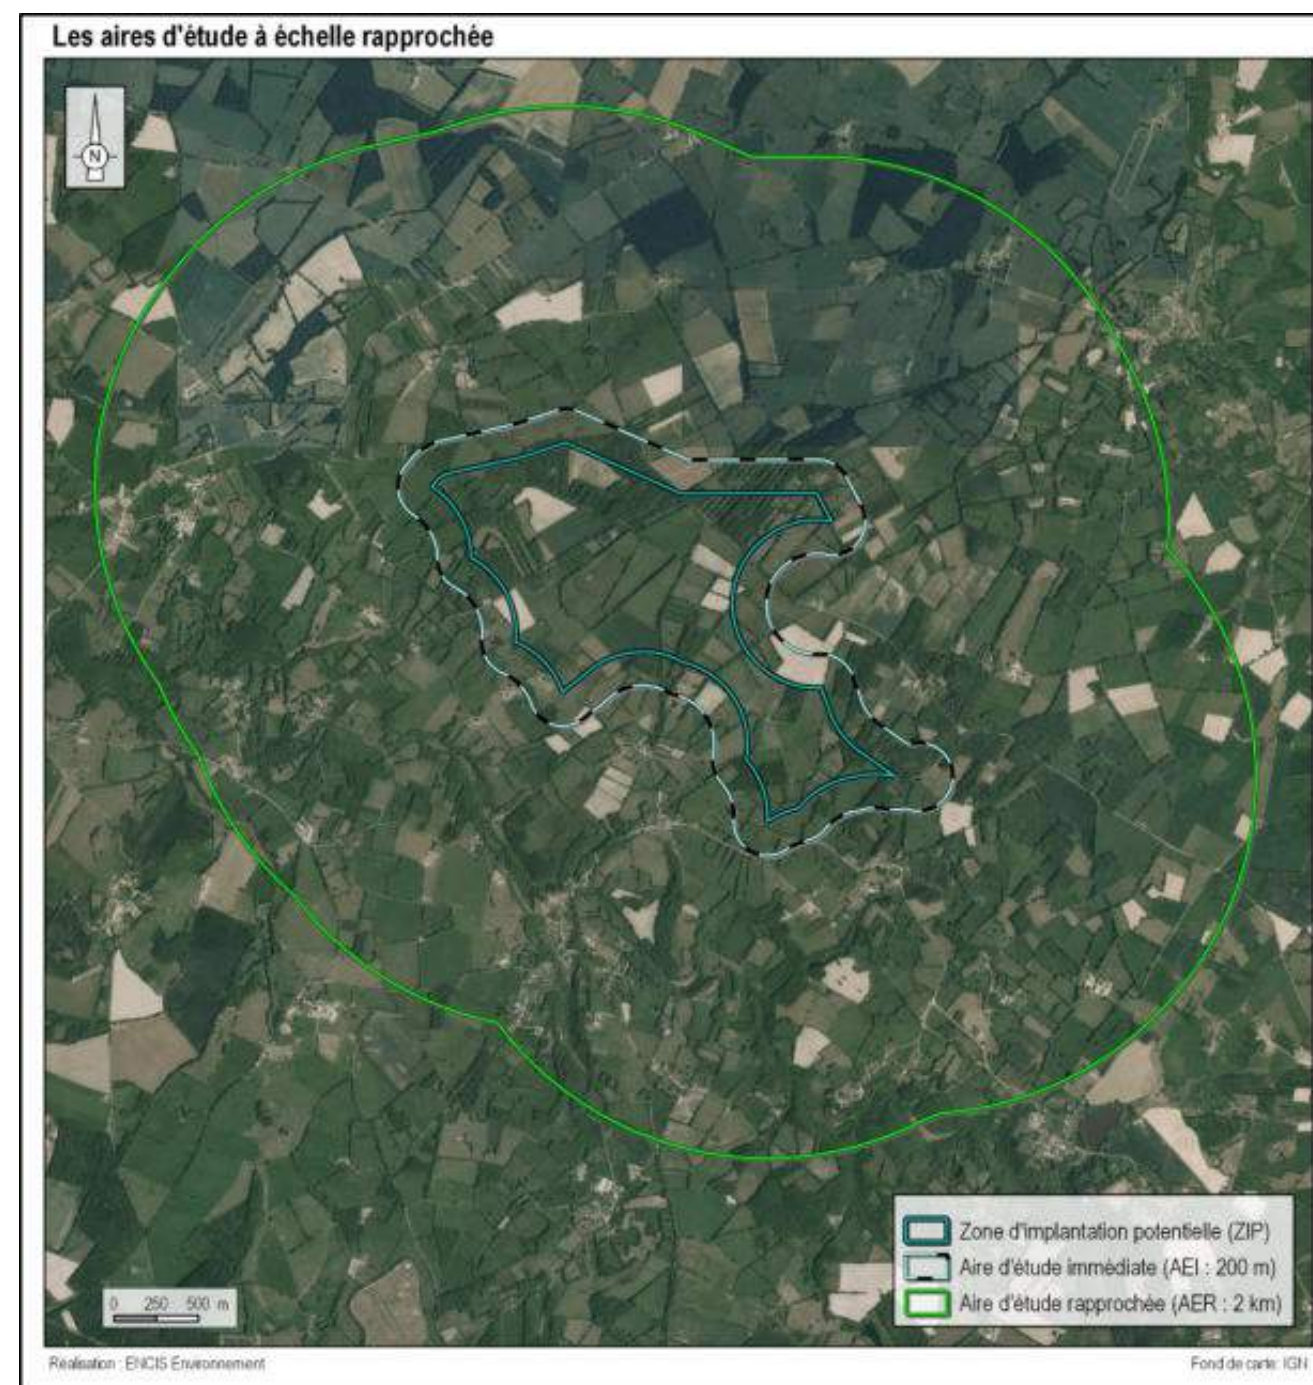 Les aires d'étude à échelle rapprochée
N
Zone d'implantation potentielle (ZIP)
Aire d'étude immédiate (AEI : 200 m)
Aire d'étude rapprochée (AER : 2 km)
0 250 500 m
Réalisation : ENCIS Environnement
Fond de carte: IGN